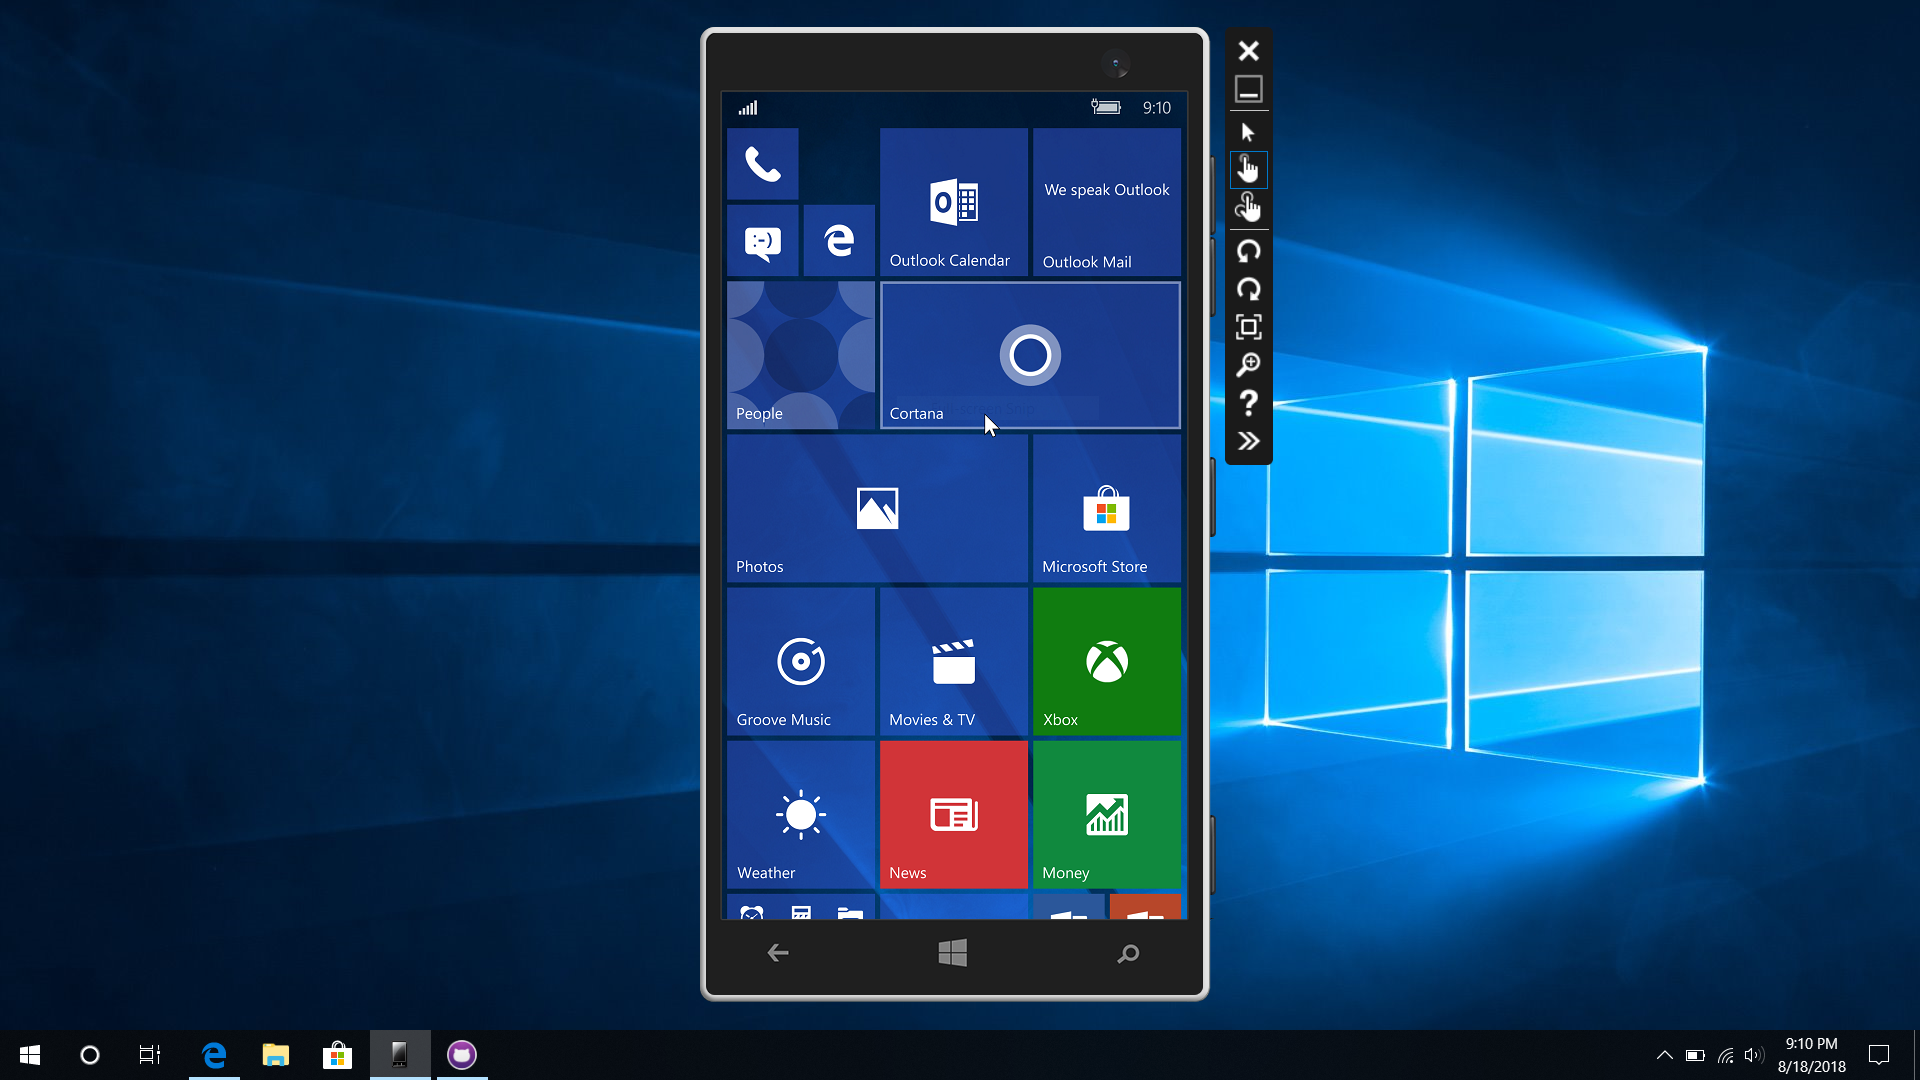 9:10
We speak Outlook
Outlook Calendar
Outlook Mail
People
Cortana
Photos
Microsoft Store
Groove Music
Movies & TV
Xbox
Weather
News
Money
9:10 PM
8/18/2018